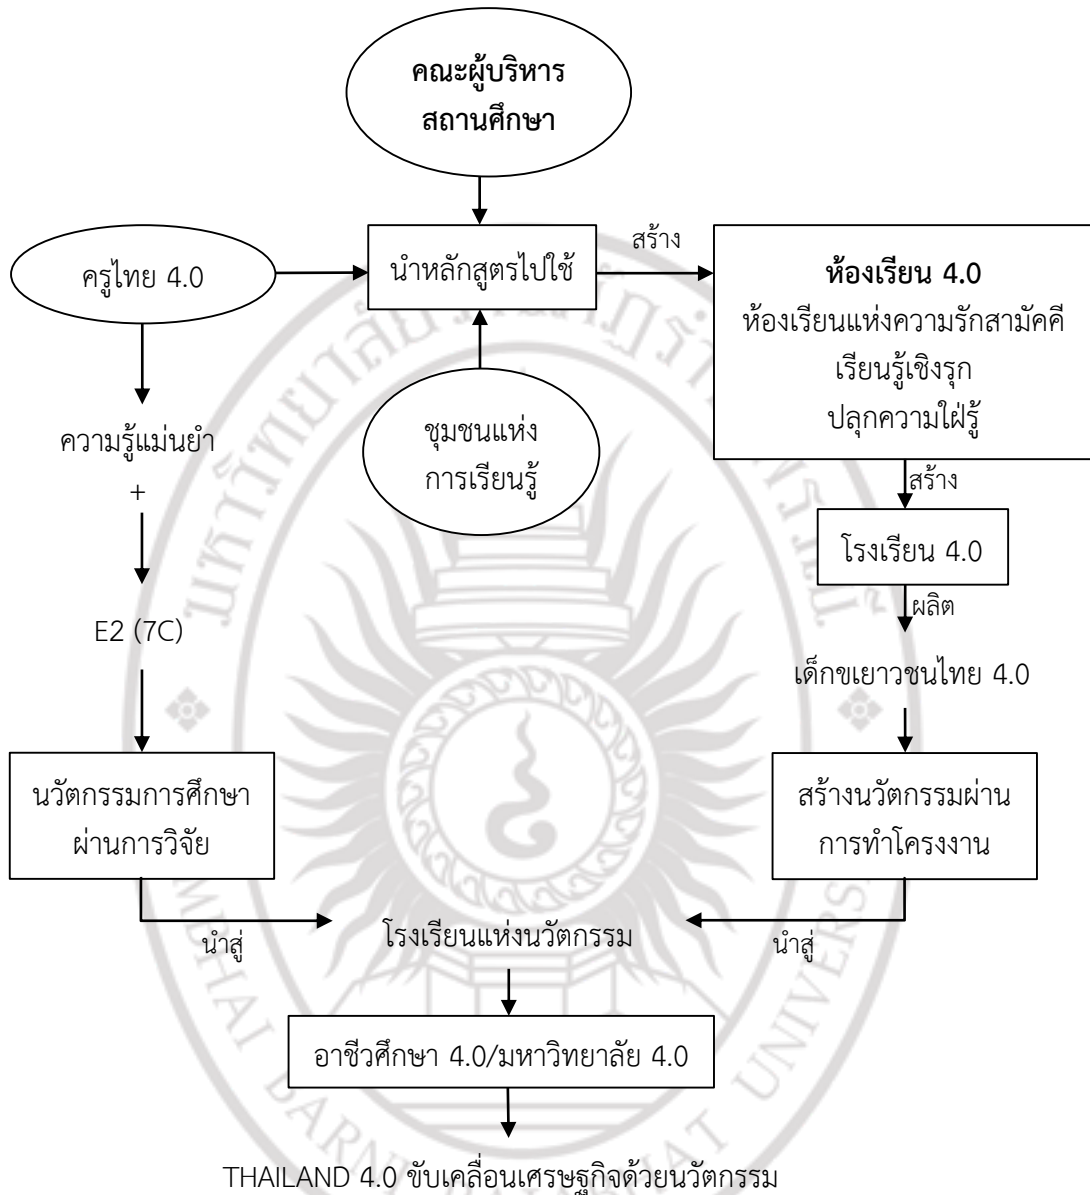 คณะผู้บริหาร
สถานศึกษา
ครูไทย 4.0
นำหลักสูตรไปใช้
สร้าง
ห้องเรียน 4.0
ห้องเรียนแห่งความรักสามัคคี
เรียนรู้เชิงรุก
ปลุกความใฝ่รู้
ชุมชนแห่ง
การเรียนรู้
ความรู้แม่นยำ
+
E2 (7C)
สร้าง
โรงเรียน 4.0
ผลิต
เด็กขเยาวชนไทย 4.0
นวัตกรรมการศึกษา
ผ่านการวิจัย
สร้างนวัตกรรมผ่าน
การทำโครงงาน
นำสู่
โรงเรียนแห่งนวัตกรรม
นำสู่
อาชีวศึกษา 4.0/มหาวิทยาลัย 4.0
THAILAND 4.0 ขับเคลื่อนเศรษฐกิจด้วยนวัตกรรม